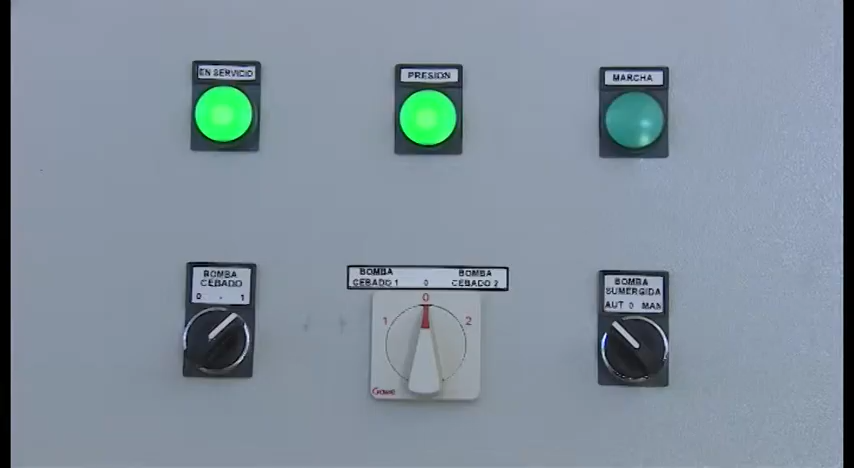 EN SERVICIO
PRESION
MARCHA
BOMBA
CEBADO
0 - 1
BOMBA BOMBA
CEBADO 1 0 CEBADO 2
0
1 2
BOMBA
SUMERGIDA
AUT 0 MAN